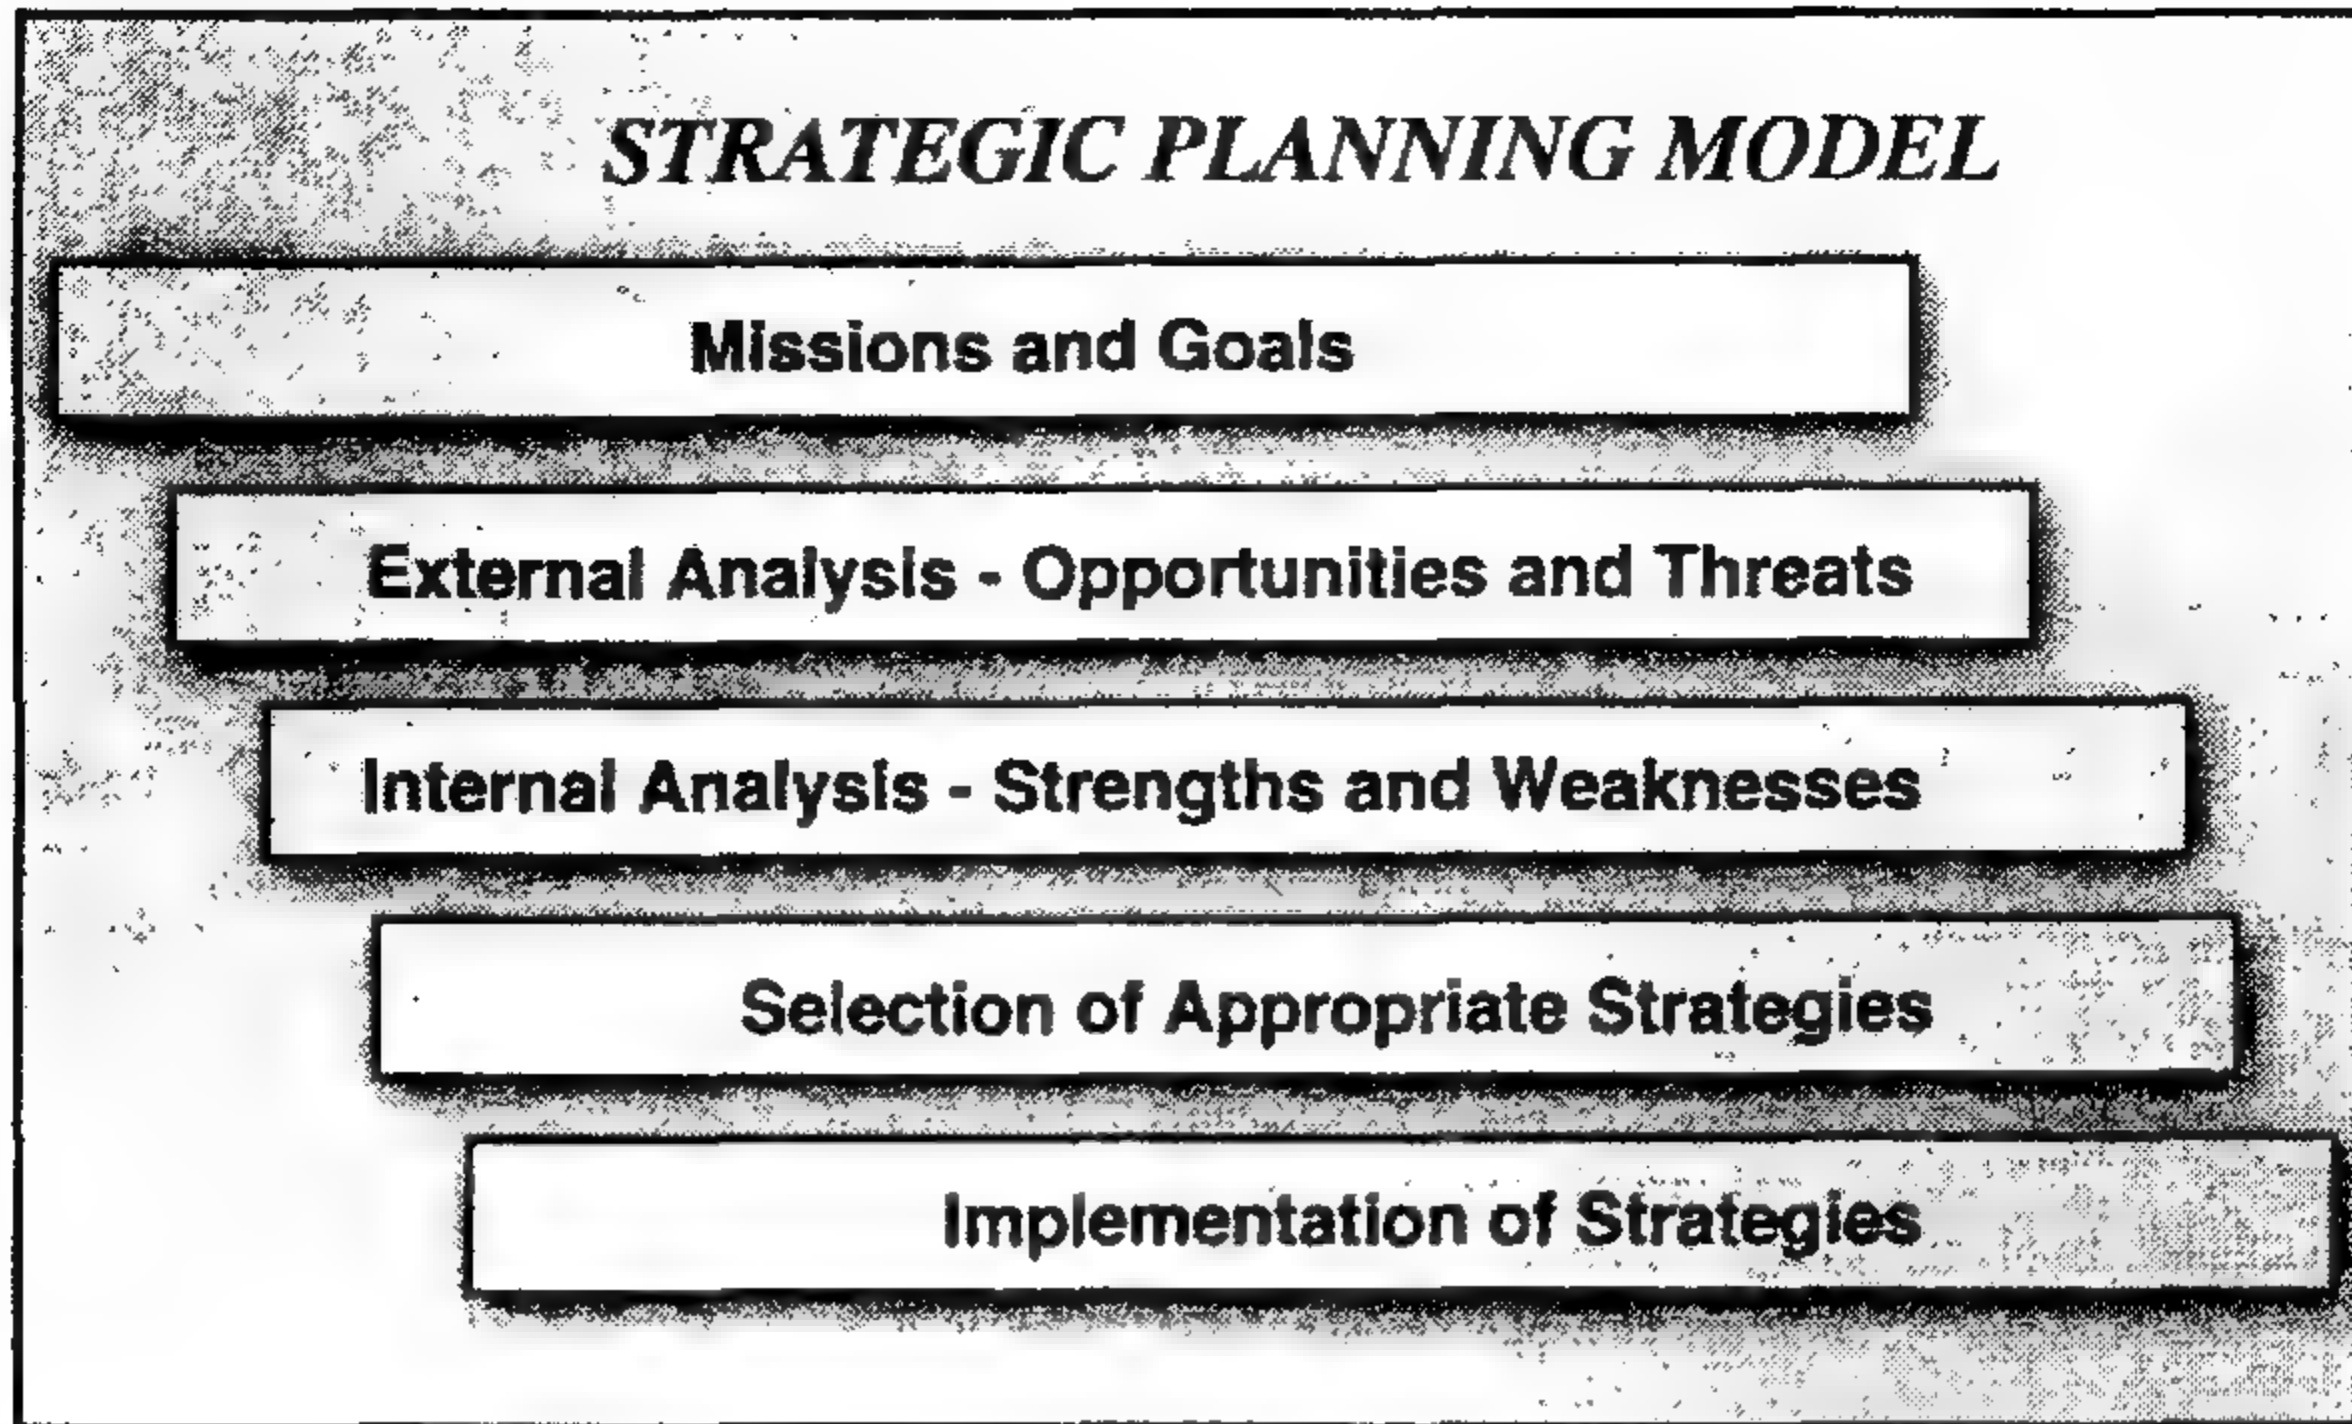 STRATEGIC PLANNING MODEL
Missions and Goals
External Analysis - Opportunities and Threats
Internal Analysis - Strengths and Weaknesses
Selection of Appropriate Strategies
Implementation of Strategies